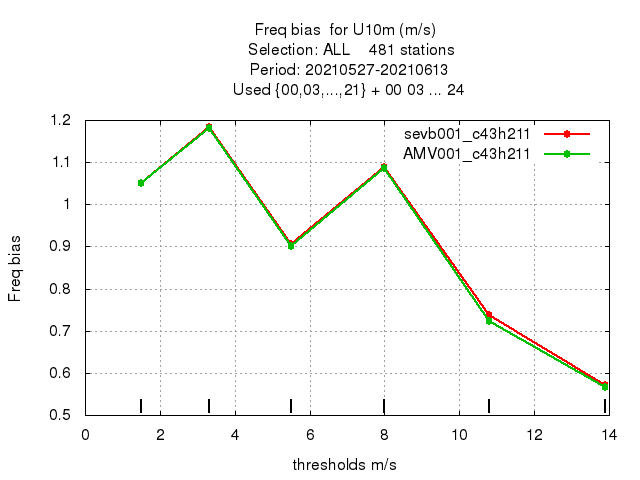 Freq bias  for U10m (m/s)
Selection: ALL    481 stations
Period: 20210527-20210613
Used {00,03,...,21} + 00 03 ... 24
sevb001_c43h211
AMV001_c43h211
1.2
1.1
1
0.9
0.8
0.7
0.6
0.5
Freq bias
0 2 4 6 8 10 12 14
thresholds m/s